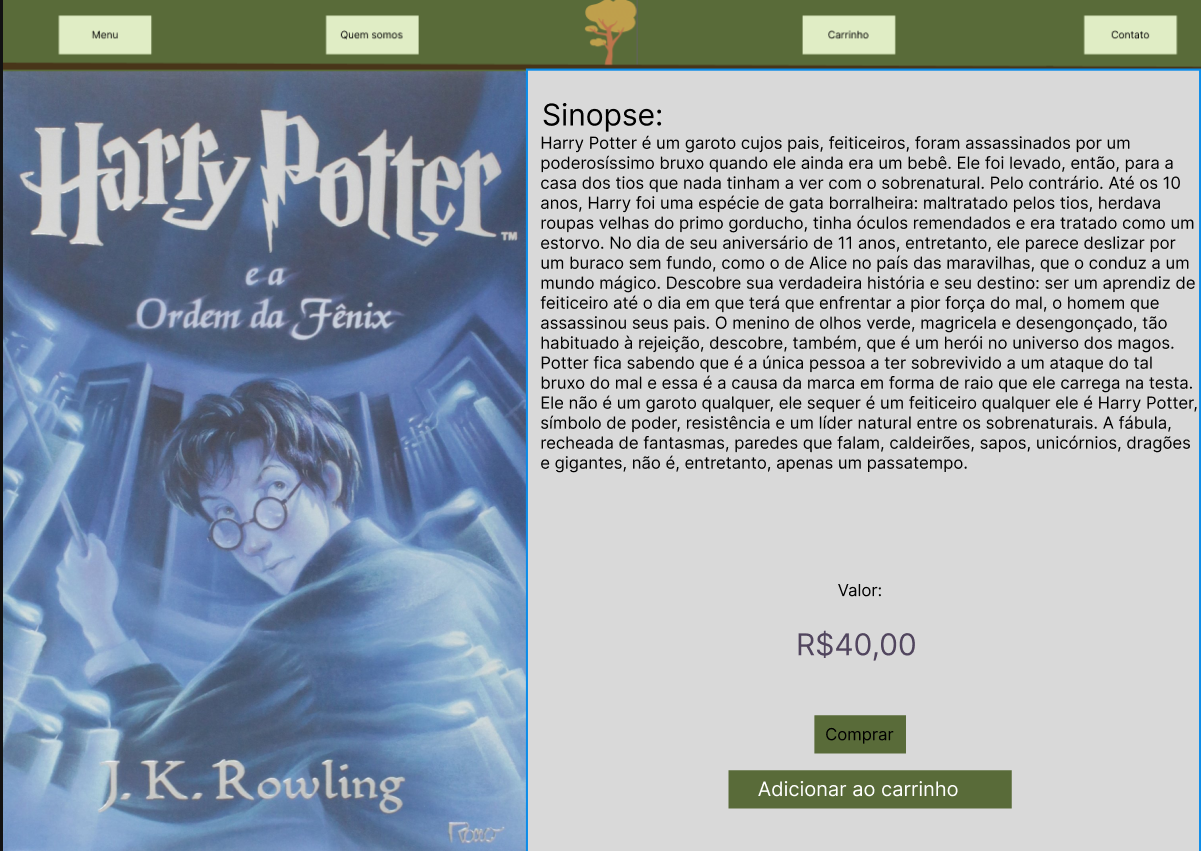 Menu
Quem somos
Carrinho
Contato
Harry Potter™
e a
Ordem da Fênix
J. K. Rowling
Sinopse:
Harry Potter é um garoto cujos pais, feiticeiros, foram assassinados por um
poderosíssimo bruxo quando ele ainda era um bebê. Ele foi levado, então, para a
casa dos tios que nada tinham a ver com o sobrenatural. Pelo contrário. Até os 10
anos, Harry foi uma espécie de gata borralheira: maltratado pelos tios, herdava
roupas velhas do primo gorducho, tinha óculos remendados e era tratado como um
estorvo. No dia de seu aniversário de 11 anos, entretanto, ele parece deslizar por
um buraco sem fundo, como o de Alice no país das maravilhas, que o conduz a um
mundo mágico. Descobre sua verdadeira história e seu destino: ser um aprendiz de
feiticeiro até o dia em que terá que enfrentar a pior força do mal, o homem que
assassinou seus pais. O menino de olhos verde, magricela e desengonçado, tão
habituado à rejeição, descobre, também, que é um herói no universo dos magos.
Potter fica sabendo que é a única pessoa a ter sobrevivido a um ataque do tal
bruxo do mal e essa é a causa da marca em forma de raio que ele carrega na testa.
Ele não é um garoto qualquer, ele sequer é um feiticeiro qualquer ele é Harry Potter,
símbolo de poder, resistência e um líder natural entre os sobrenaturais. A fábula,
recheada de fantasmas, paredes que falam, caldeirões, sapos, unicórnios, dragões
e gigantes, não é, entretanto, apenas um passatempo.
Valor:
R$40,00
Comprar
Adicionar ao carrinho